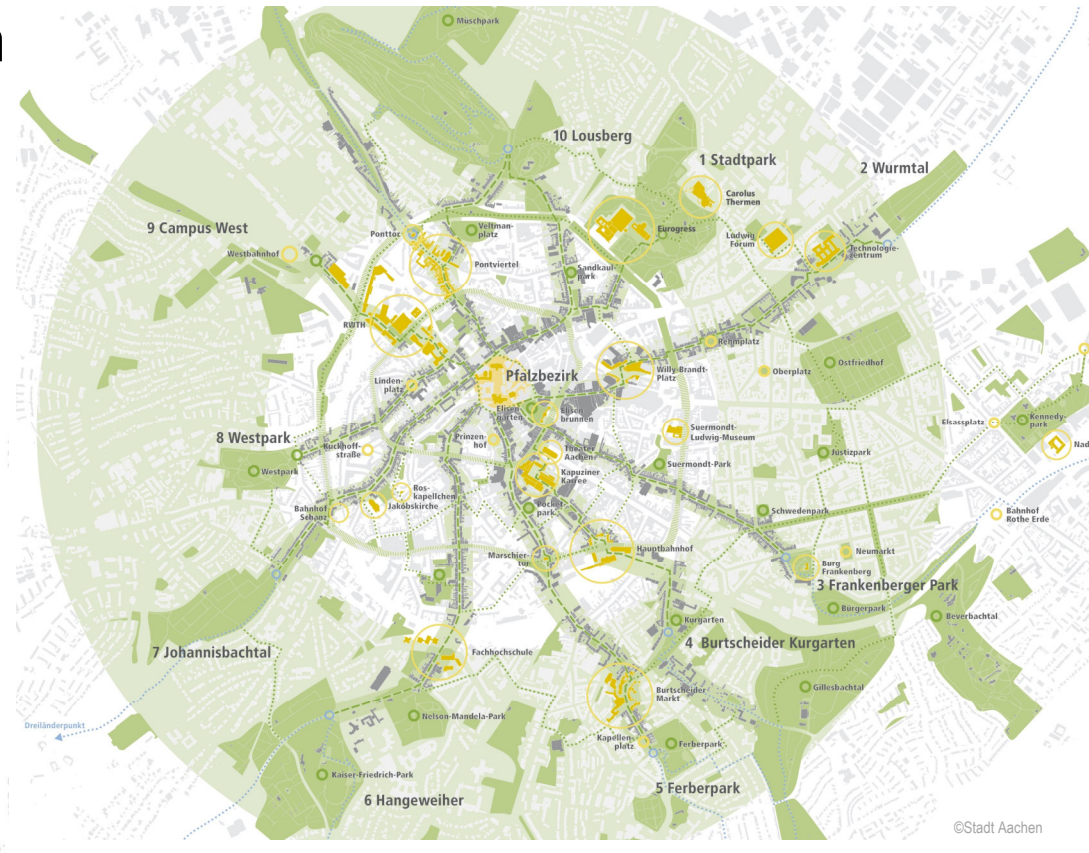 Muschpark
10 Lousberg
1 Stadtpark
2 Wurmtal
Carolus
Thermen
9 Campus West
Ponttor
Veltman-
platz
Eurogress
Ludwig
Forum
Technologie-
zentrum
Westbahnhof
Pontviertel
Sandkaul-
park
RWTH
Rehmplatz
Linden-
platz
Pfalzbezirk
Willy-Brandt-
Platz
Oberplatz
Ostfriedhof
Elisen
garten
Elisen
brunnen
8 Westpark
Prinzen-
hof
Suermondt-
Ludwig-Museum
Elsassplatz
Kennedy-
park
Nad
Ruckhoff-
straße
Theater
Aachen
Westpark
Kapuziner
Karree
Suermondt-Park
Justizpark
Ros-
kapellchen
Jakobskirche
Bahnhof
Schanz
Pocket
park
Schwedenpark
Bahnhof
Rothe Erde
Marschier-
tor
Hauptbahnhof
Neumarkt
Burg
Frankenberg
3 Frankenberger Park
Bürgerpark
Beverbachtal
Kurgarten
4 Burtscheider Kurgarten
7 Johannisbachtal
Fachhochschule
Burtscheider
Markt
Gillesbachtal
Dreiländerpunkt
Nelson-Mandela-Park
Kapellen-
platz
Ferberpark
Kaiser-Friedrich-Park
5 Ferberpark
6 Hangeweiher
©Stadt Aachen